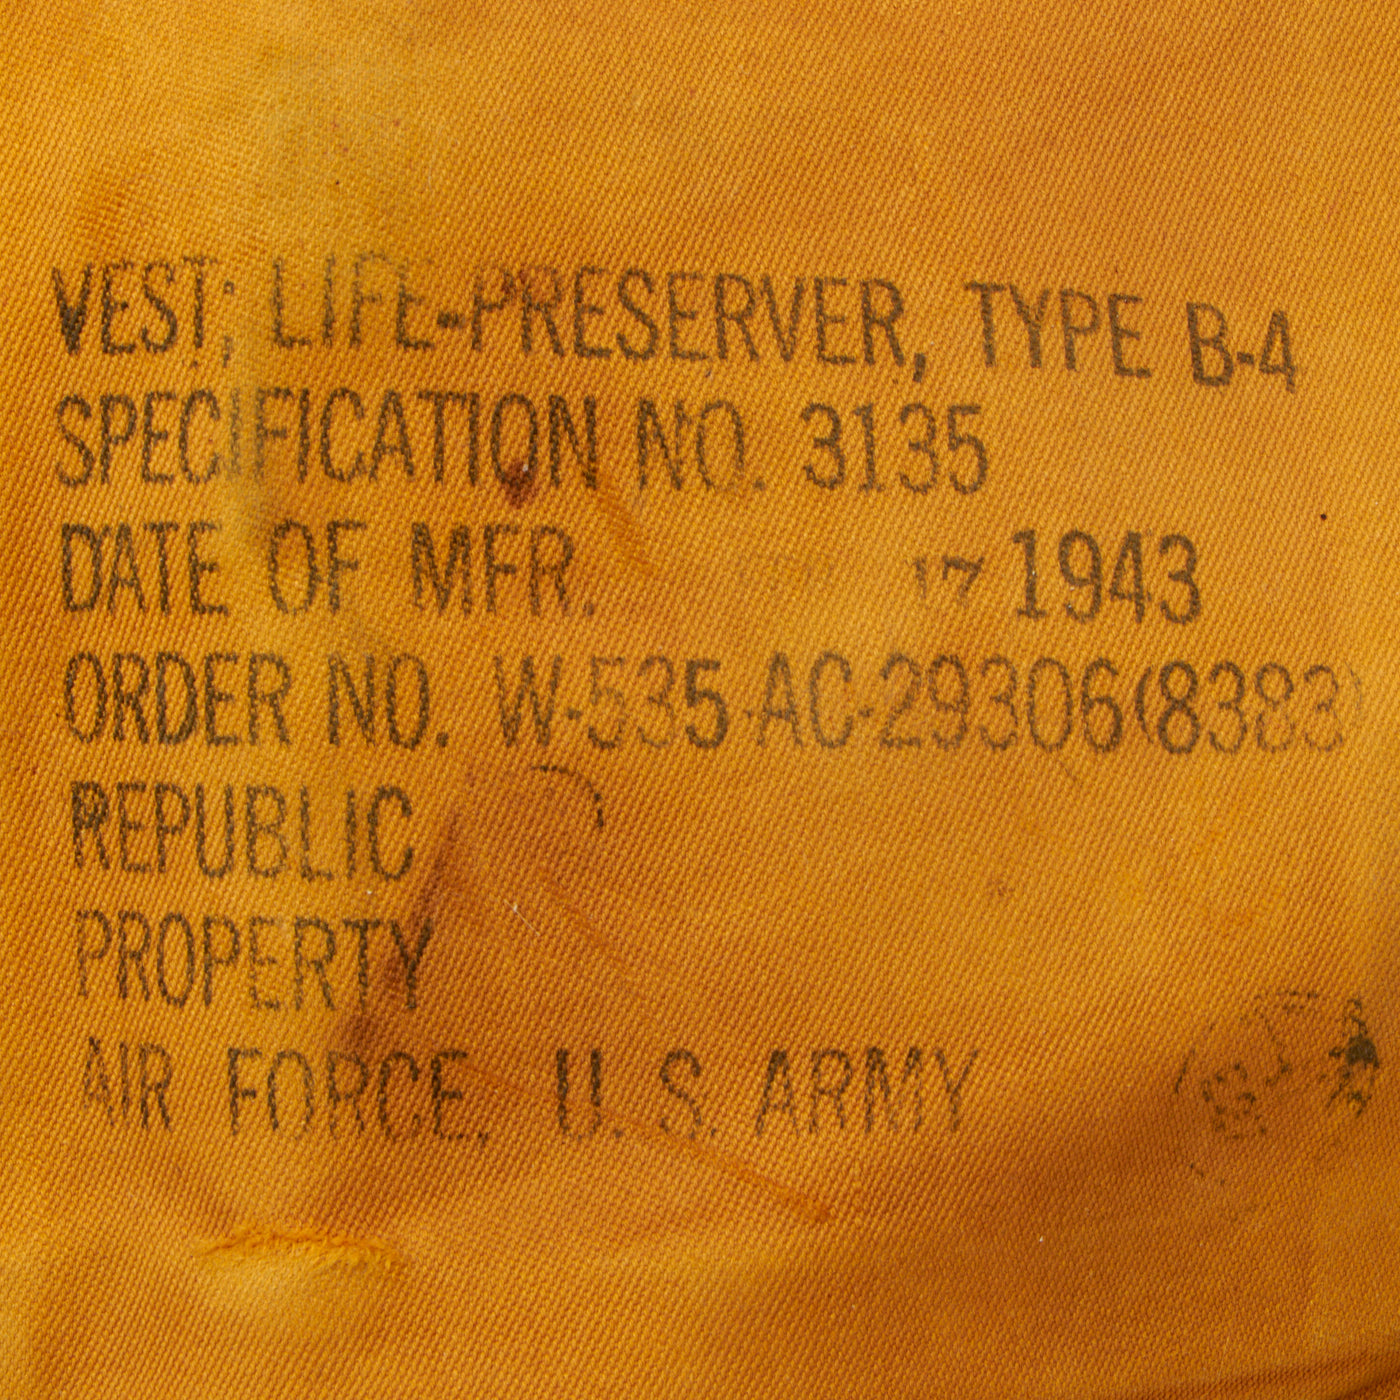 VEST; LIFE-PRESERVER, TYPE B-4
SPECIFICATION NO. 3135
DATE OF MFR. 17 1943
ORDER NO. W-535-AC-29306(8383)
REPUBLIC
PROPERTY
AIR FORCE, U. S. ARMY